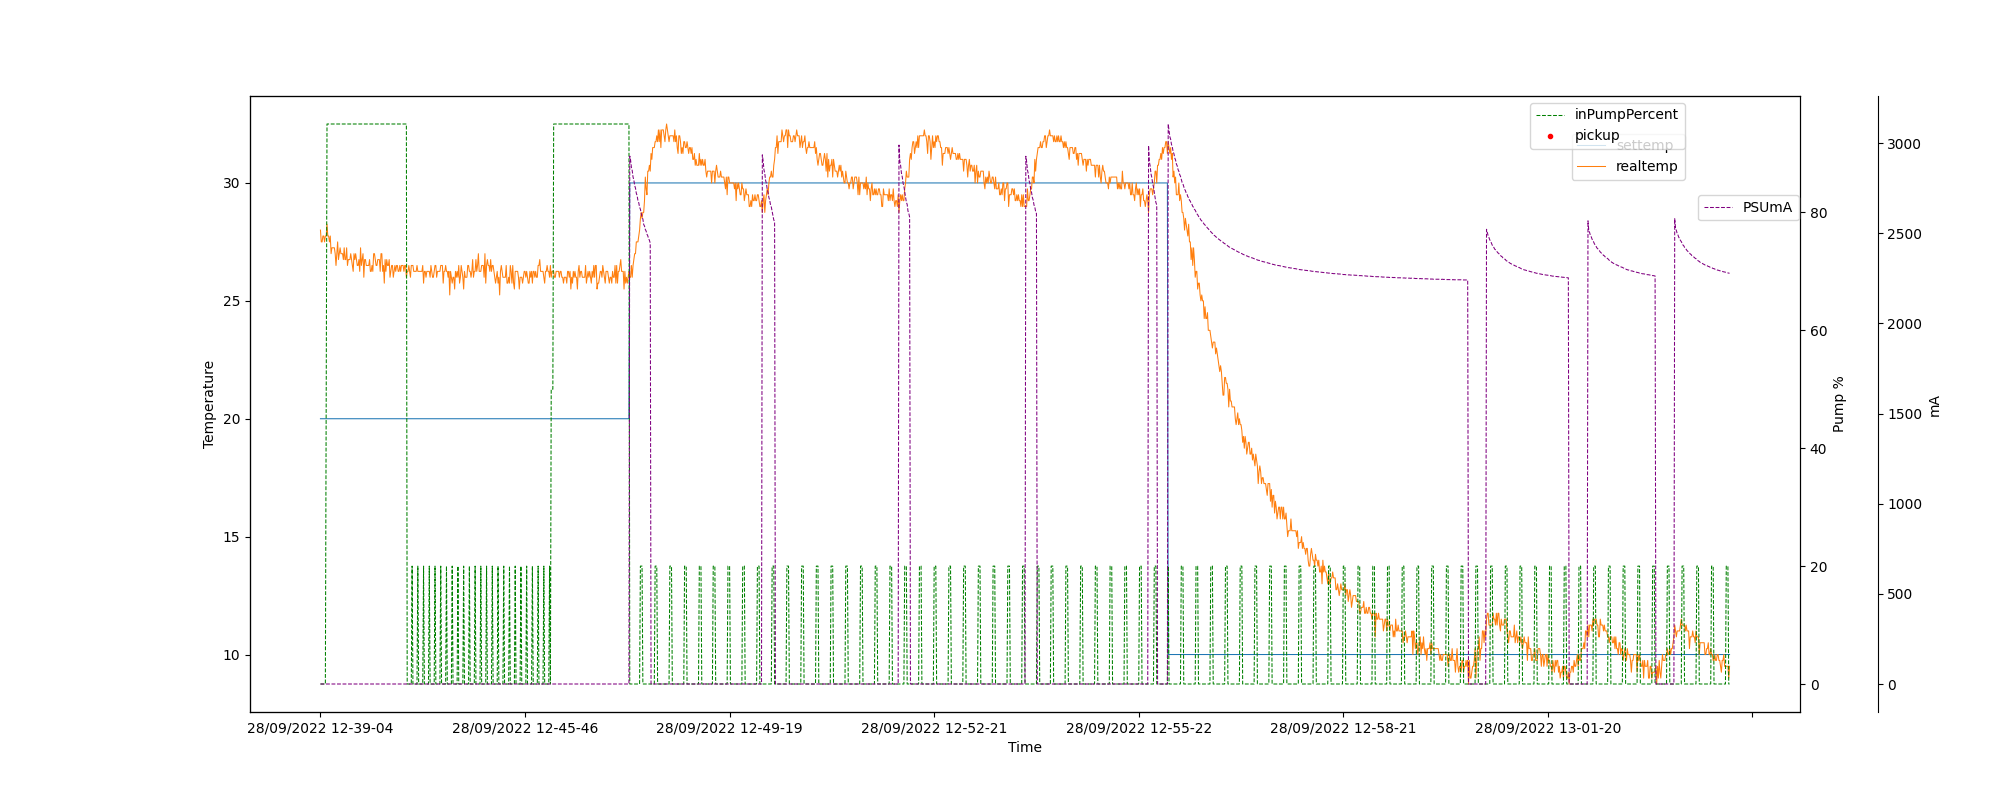 inPumpPercent
pickup
settemp
realtemp
PSUmA
30
25
20
15
10
Temperature
80
60
40
20
0
Pump %
3000
2500
2000
1500
1000
500
0
mA
28/09/2022 12-39-04
28/09/2022 12-45-46
28/09/2022 12-49-19
28/09/2022 12-52-21
28/09/2022 12-55-22
28/09/2022 12-58-21
28/09/2022 13-01-20
Time